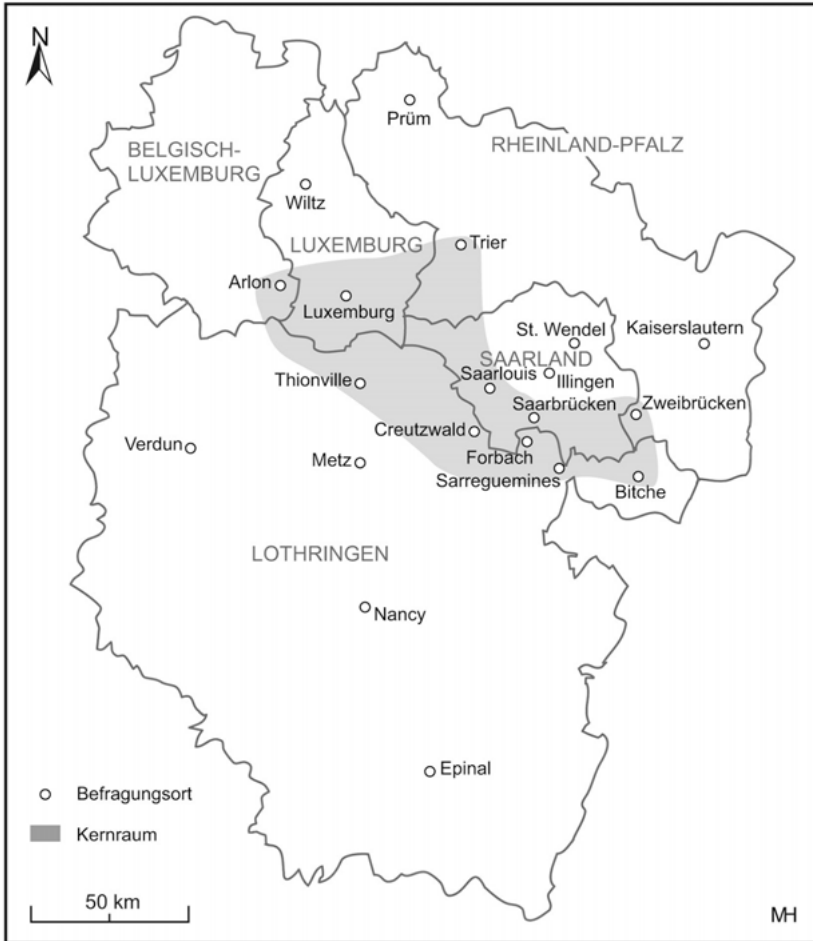 N
Prüm
BELGISCH-
LUXEMBURG
RHEINLAND-PFALZ
Wiltz
LUXEMBURG
Trier
Arlon
Luxemburg
St. Wendel
Kaiserslautern
SAARLAND
Thionville
Saarlouis
Illingen
Saarbrücken
Zweibrücken
Creutzwald
Verdun
Metz
Forbach
Sarreguemines
Bitche
LOTHRINGEN
Nancy
Epinal
Befragungsort
Kernraum
50 km
MH